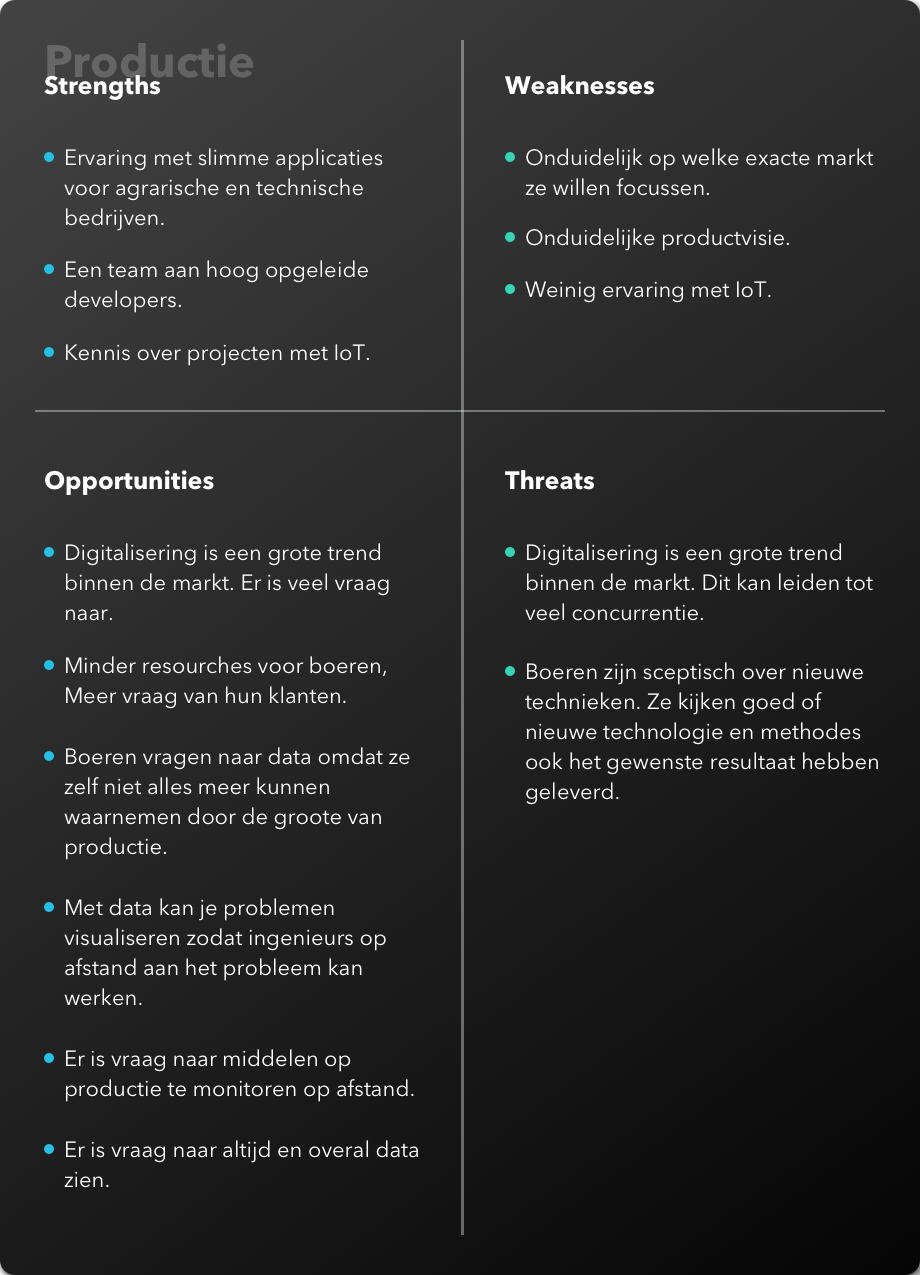 Productie
Strengths
Ervaring met slimme applicaties
voor agrarische en technische
bedrijven.
Een team aan hoog opgeleide
developers.
Kennis over projecten met IoT.
Weaknesses
Onduidelijk op welke exacte markt
ze willen focussen.
Onduidelijke productvisie.
Weinig ervaring met IoT.
Opportunities
Digitalisering is een grote trend
binnen de markt. Er is veel vraag
naar.
Minder resourches voor boeren,
Meer vraag van hun klanten.
Boeren vragen naar data omdat ze
zelf niet alles meer kunnen
waarnemen door de groote van
productie.
Met data kan je problemen
visualiseren zodat ingenieurs op
afstand aan het probleem kan
werken.
Er is vraag naar middelen op
productie te monitoren op afstand.
Er is vraag naar altijd en overal data
zien.
Threats
Digitalisering is een grote trend
binnen de markt. Dit kan leiden tot
veel concurrentie.
Boeren zijn sceptisch over nieuwe
technieken. Ze kijken goed of
nieuwe technologie en methodes
ook het gewenste resultaat hebben
geleverd.